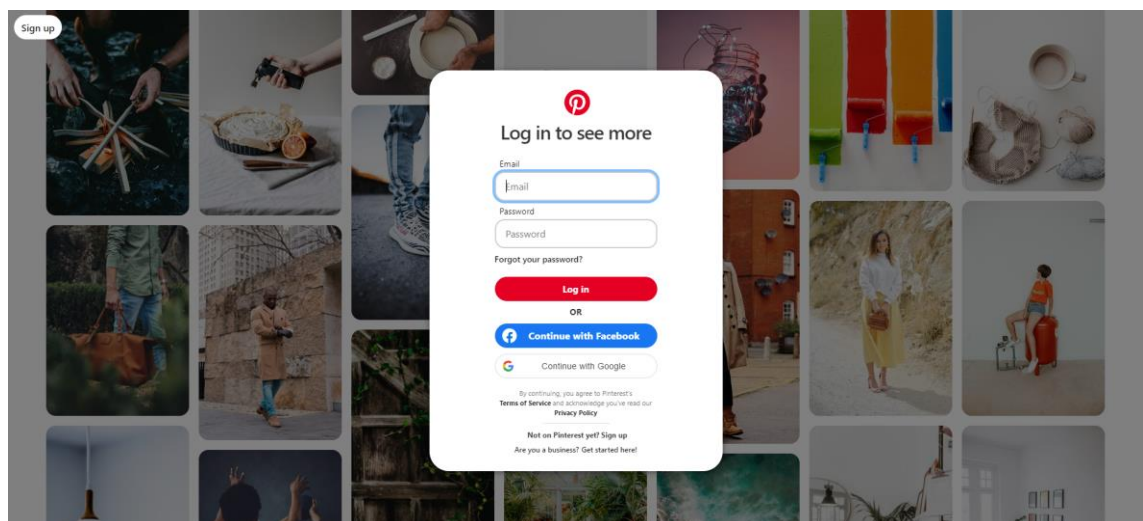 Sign up
Log in to see more
Email
Email
Password
Password
Forgot your password?
Log in
OR
Continue with Facebook
Continue with Google
By continuing, you agree to Pinterest's
Terms of Service and acknowledge you've read our
Privacy Policy
Not on Pinterest yet? Sign up
Are you a business? Get started here!